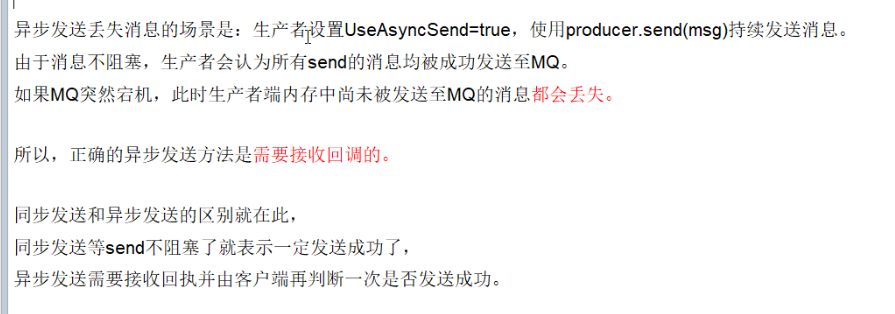 异步发送丢失消息的场景是：生产者设置UseAsyncSend=true，使用producer.send(msg)持续发送消息。
由于消息不阻塞，生产者会认为所有send的消息均被成功发送至MQ。
如果MQ突然宕机，此时生产者端内存中尚未被发送至MQ的消息都会丢失。
所以，正确的异步发送方法是需要接收回调的。
同步发送和异步发送的区别就在此，
同步发送等send不阻塞了就表示一定发送成功了，
异步发送需要接收回执并由客户端再判断一次是否发送成功。